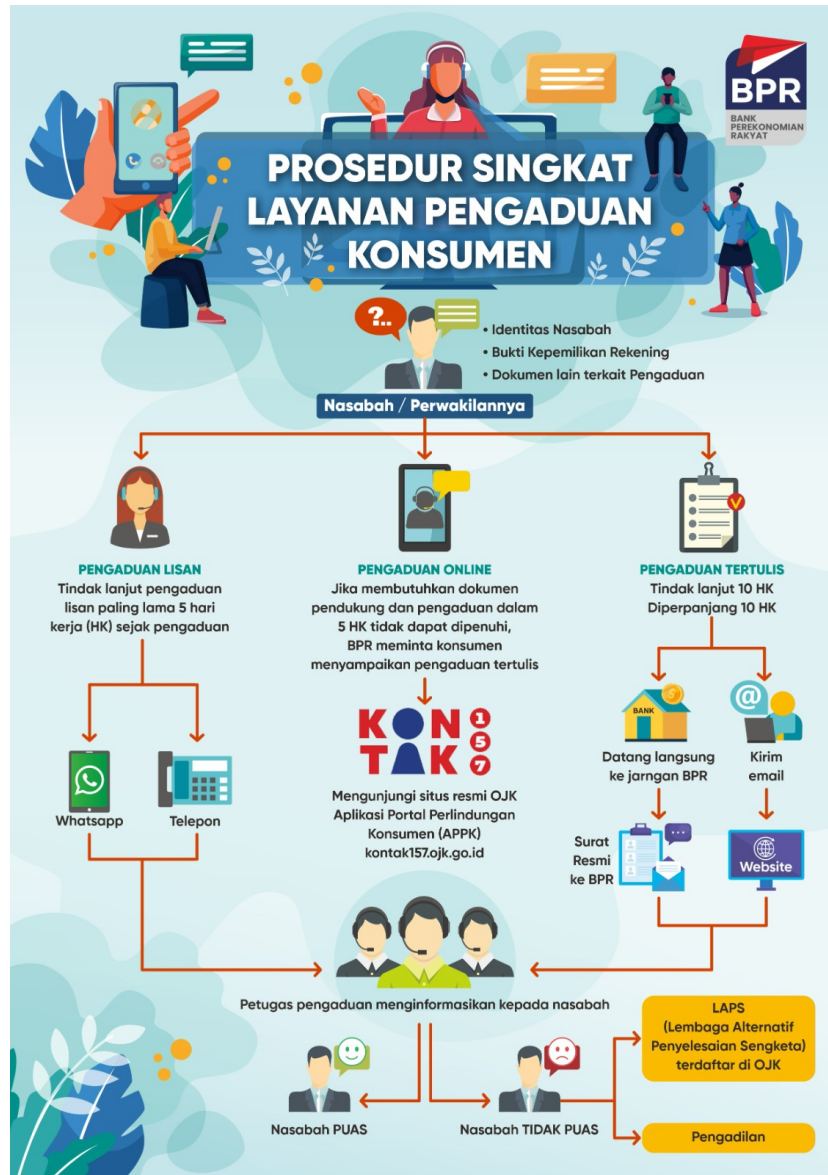 BPR
BANK
PEREKONOMIAN
RAKYAT
PROSEDUR SINGKAT
LAYANAN PENGADUAN
KONSUMEN
?..
• Identitas Nasabah
• Bukti Kepemilikan Rekening
• Dokumen lain terkait Pengaduan
Nasabah / Perwakilannya
PENGADUAN LISAN
Tindak lanjut pengaduan
lisan paling lama 5 hari
kerja (HK) sejak pengaduan
Whatsapp
Telepon
PENGADUAN ONLINE
Jika membutuhkan dokumen
pendukung dan pengaduan dalam
5 HK tidak dapat dipenuhi,
BPR meminta konsumen
menyampaikan pengaduan tertulis
KONTAK 157
Mengunjungi situs resmi OJK
Aplikasi Portal Perlindungan
Konsumen (APPK)
kontak157.ojk.go.id
PENGADUAN TERTULIS
Tindak lanjut 10 HK
Diperpanjang 10 HK
BANK
$
@
Datang langsung
ke jarngan BPR
Kirim
email
Surat
Resmi
ke BPR
Website
Petugas pengaduan menginformasikan kepada nasabah
Nasabah PUAS
Nasabah TIDAK PUAS
LAPS
(Lembaga Alternatif
Penyelesaian Sengketa)
terdaftar di OJK
Pengadilan